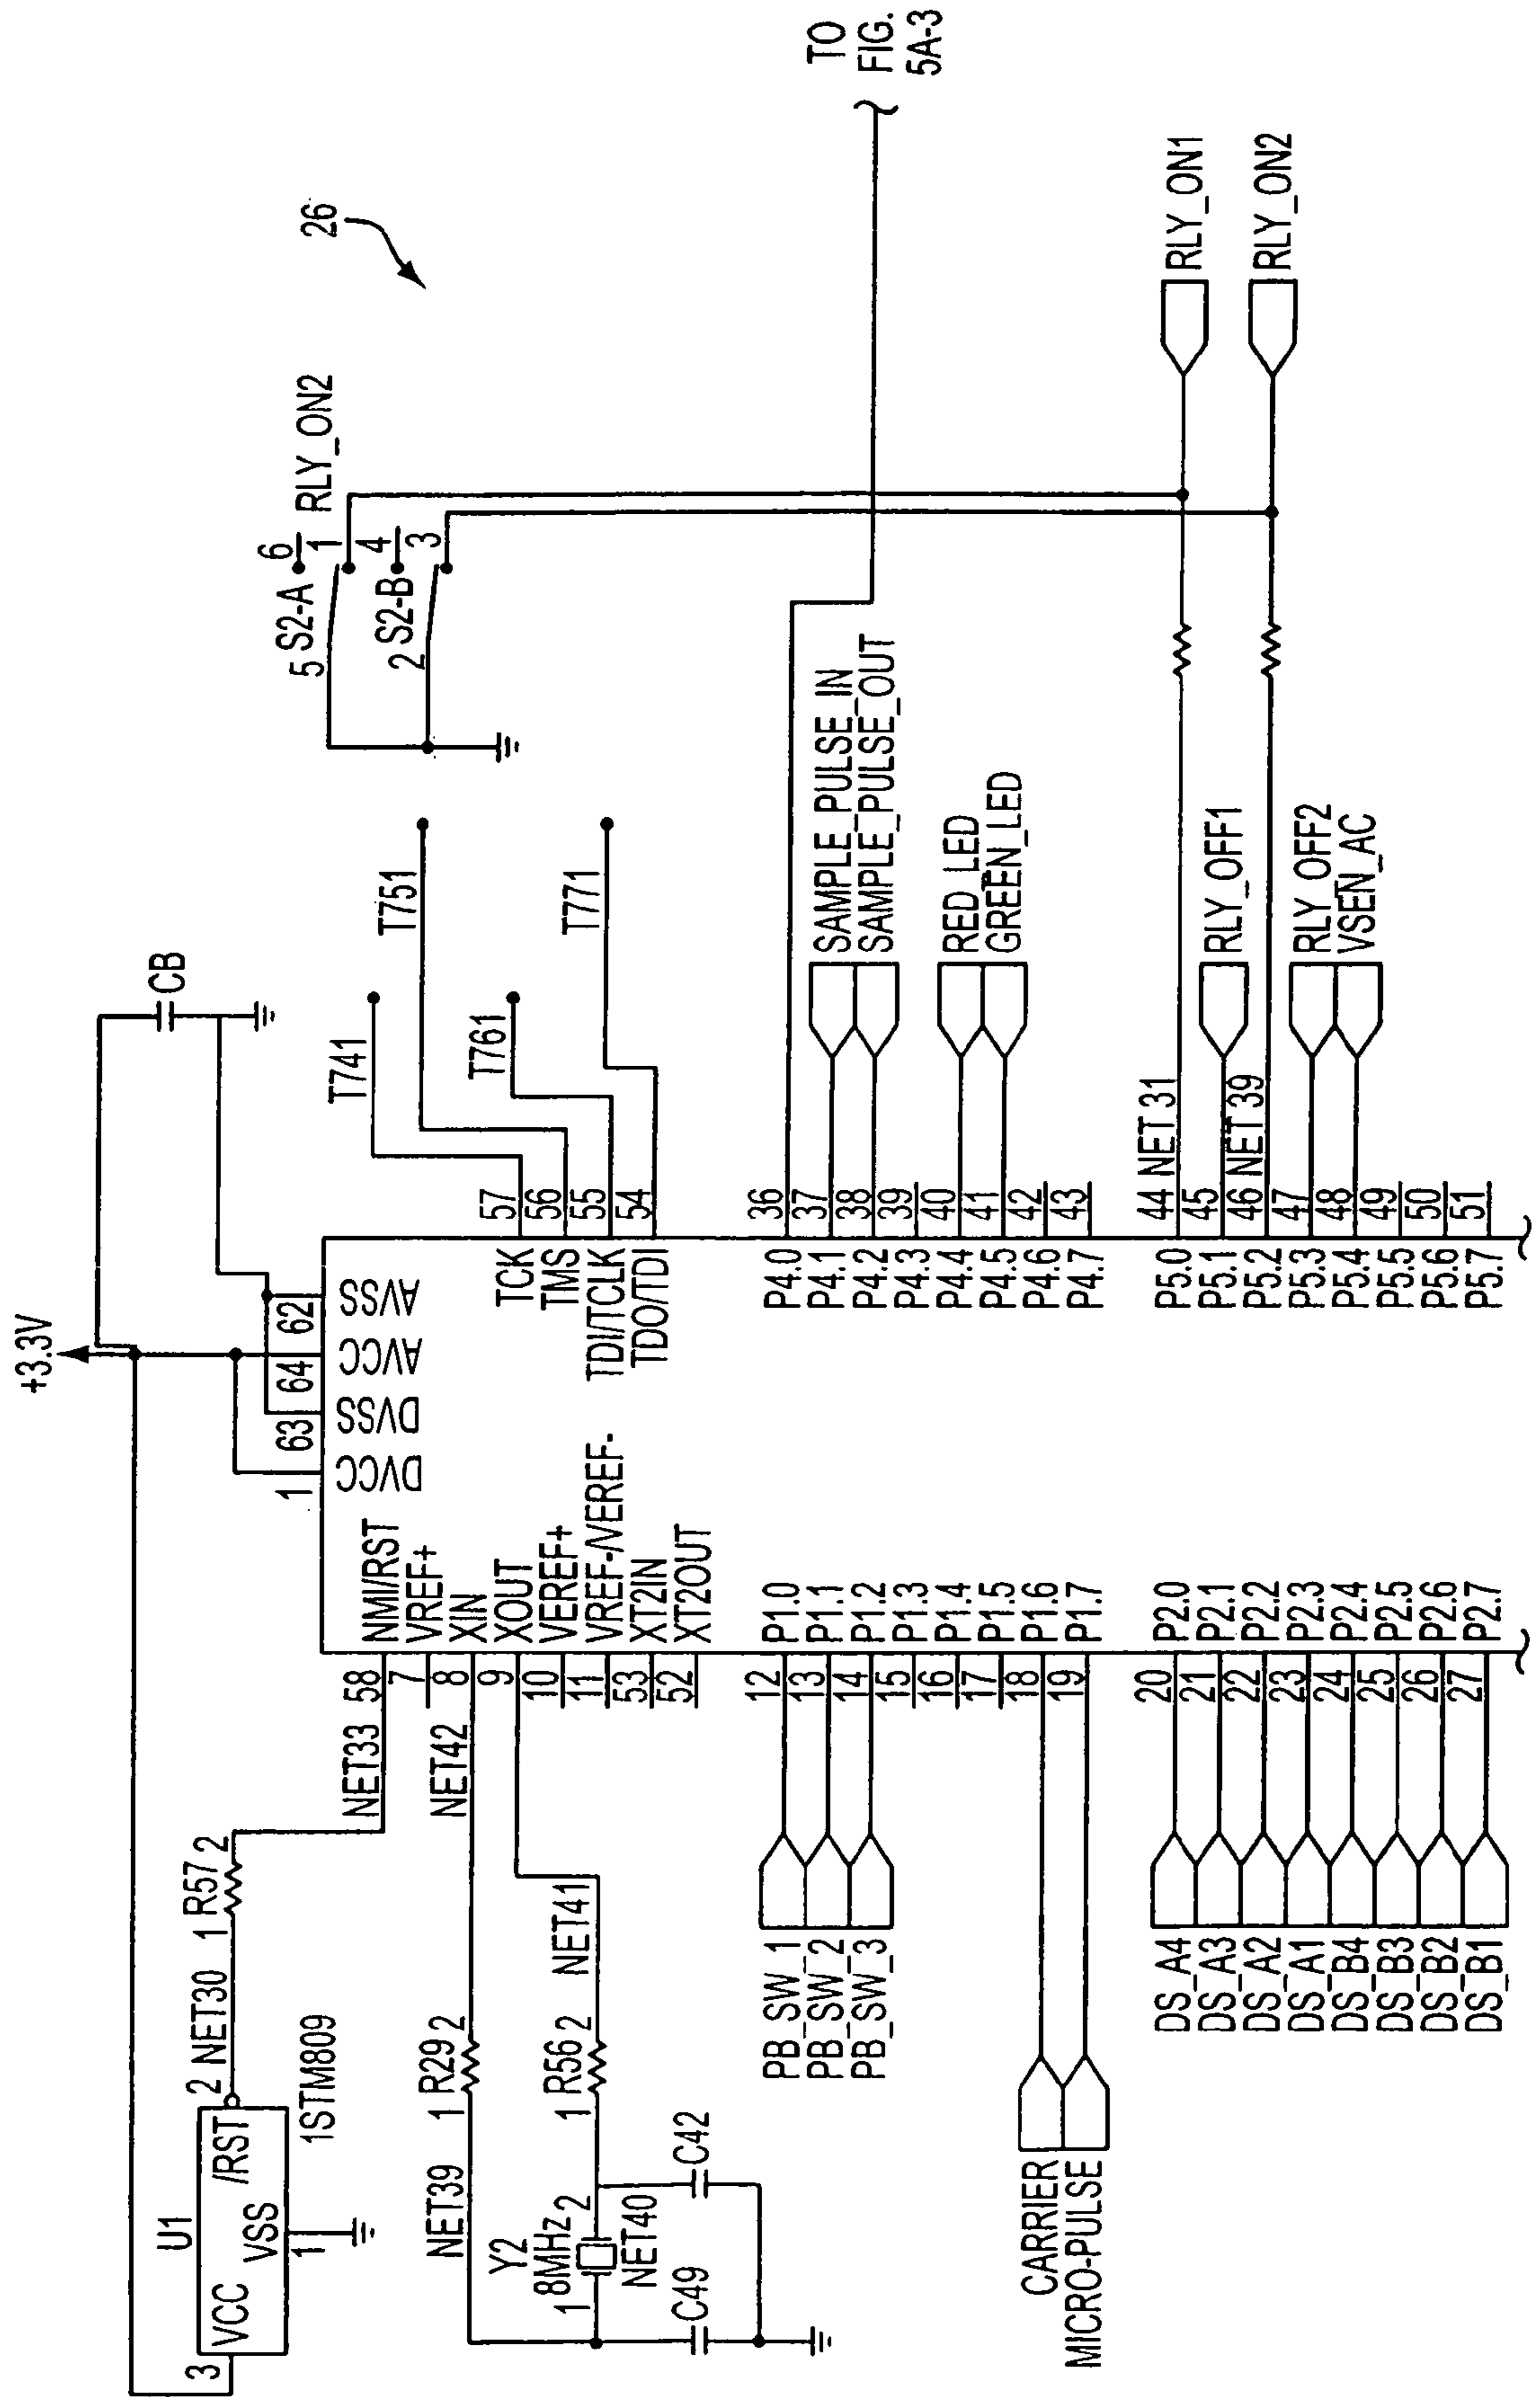 +3.3V
CB
U1
VCC
/RST
VSS
3
1
2
NET30
1STM809
1 R57 2
NET33
58
NMI/RST
7
VREF+
NET39
1 R29 2
NET42
8
XIN
9
XOUT
10
VEREF+
11
VREF-/VEREF-
53
XT2IN
52
XT2OUT
Y2
8MHz
1
2
NET40
1 R56 2
NET41
C49
C42
1
63
64
62
DVCC
DVSS
AVCC
AVSS
TCK
57
T741
TMS
56
T751
TDI/TCLK
55
T761
TDO/TDI
54
T771
5
S2-A
6
1
RLY_ON2
2
S2-B
4
3
26
PB_SW_1
12
P1.0
PB_SW_2
13
P1.1
PB_SW_3
14
P1.2
15
P1.3
16
P1.4
17
P1.5
CARRIER
18
P1.6
MICRO-PULSE
19
P1.7
DS_A4
20
P2.0
DS_A3
21
P2.1
DS_A2
22
P2.2
DS_A1
23
P2.3
DS_B4
24
P2.4
DS_B3
25
P2.5
DS_B2
26
P2.6
DS_B1
27
P2.7
P4.0
36
TO
FIG.
5A-3
P4.1
37
SAMPLE_PULSE_IN
P4.2
38
SAMPLE_PULSE_OUT
P4.3
39
P4.4
40
RED_LED
P4.5
41
GREEN_LED
P4.6
42
P4.7
43
P5.0
44
NET 31
RLY_ON1
P5.1
45
RLY_OFF1
P5.2
46
NET 39
RLY_ON2
P5.3
47
RLY_OFF2
P5.4
48
VSEN_AC
P5.5
49
P5.6
50
P5.7
51